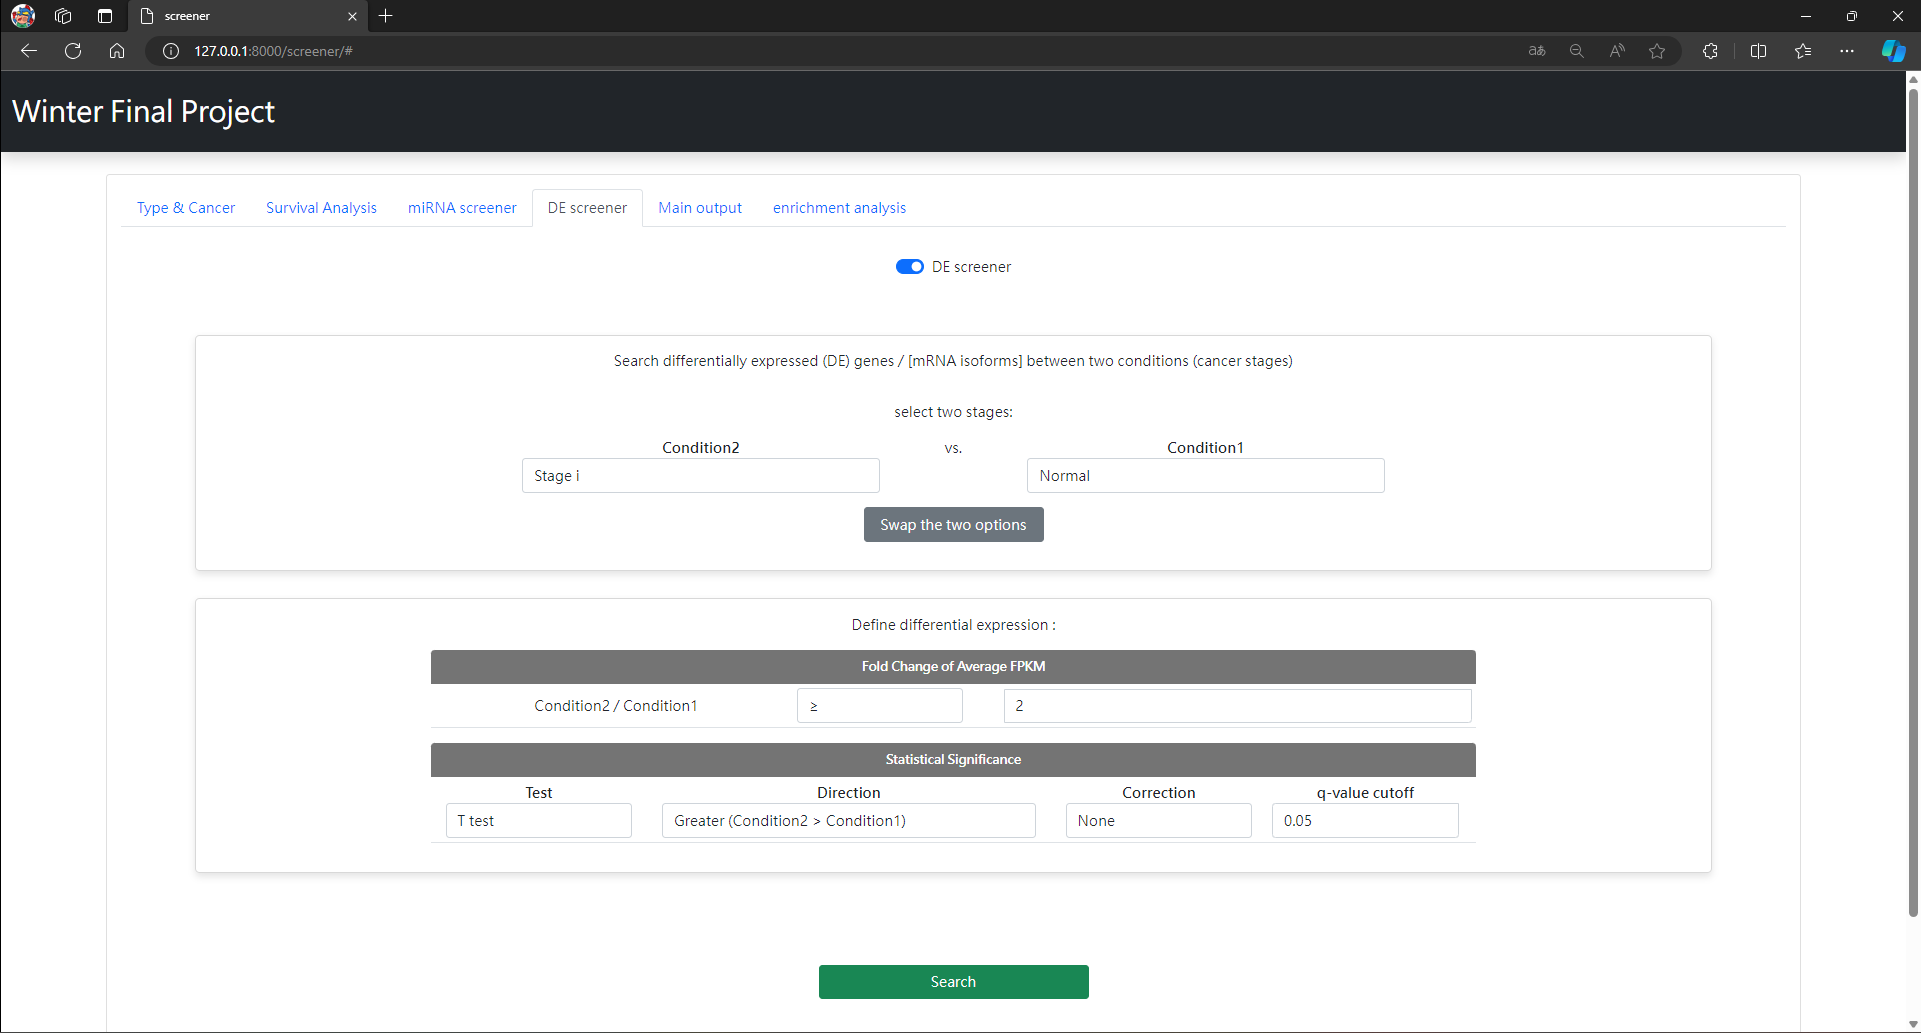 screener
127.0.0.1:8000/screener/#
Winter Final Project
Type & Cancer Survival Analysis miRNA screener DE screener Main output enrichment analysis
DE screener
Search differentially expressed (DE) genes / [mRNA isoforms] between two conditions (cancer stages)
select two stages:
Condition2 vs. Condition1
Stage i Normal
Swap the two options
Define differential expression :
Fold Change of Average FPKM
Condition2 / Condition1 ≥ 2
Statistical Significance
Test Direction Correction q-value cutoff
T test Greater (Condition2 > Condition1) None 0.05
Search